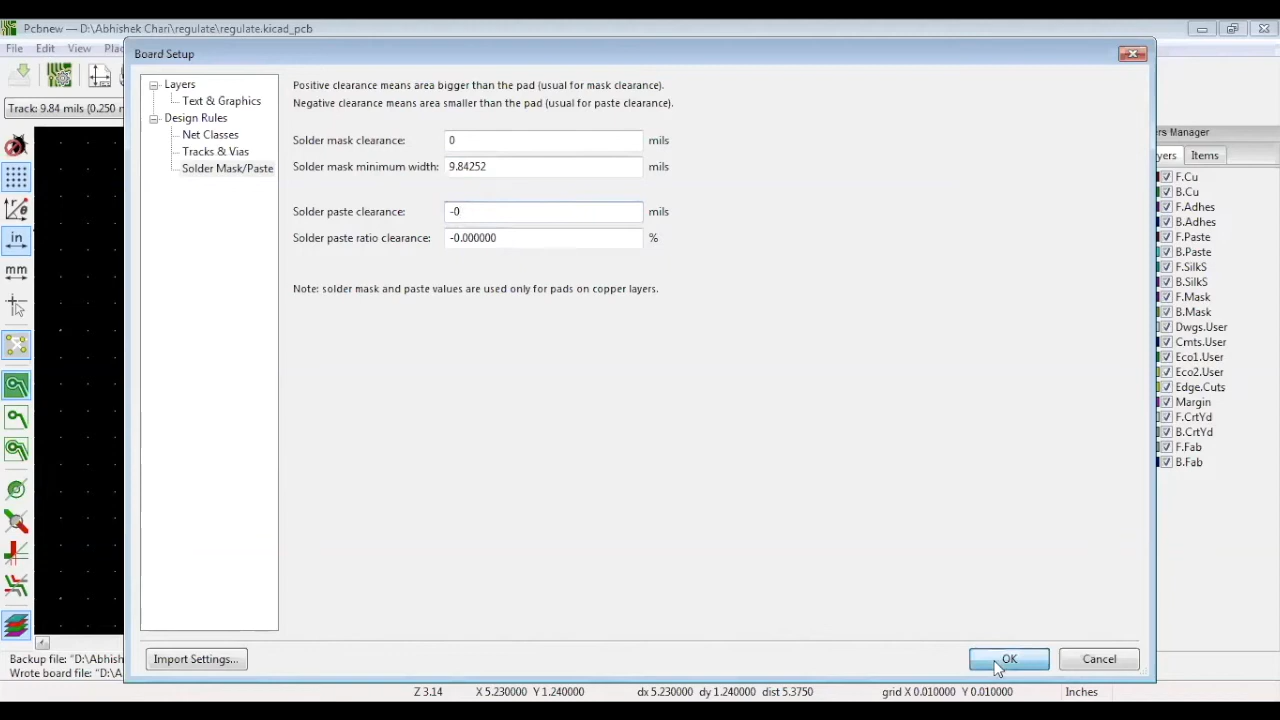 Pcbnew — D:\Abhishek Chari\regulate\regulate.kicad_pcb
File Edit View
Board Setup
Track: 9.84 mils (0.250
Layers
Text & Graphics
Design Rules
Net Classes
Tracks & Vias
Solder Mask/Paste
Positive clearance means area bigger than the pad (usual for mask clearance).
Negative clearance means area smaller than the pad (usual for paste clearance).
Solder mask clearance: 0 mils
Solder mask minimum width: 9.84252 mils
Solder paste clearance: -0 mils
Solder paste ratio clearance: -0.000000 %
Note: solder mask and paste values are used only for pads on copper layers.
in
mm
Manager
Items
F.Cu
B.Cu
F.Adhes
B.Adhes
F.Paste
B.Paste
F.SilkS
B.SilkS
F.Mask
B.Mask
Dwgs.User
Cmts.User
Eco1.User
Eco2.User
Edge.Cuts
Margin
F.CrtYd
B.CrtYd
F.Fab
B.Fab
Import Settings... OK Cancel
Backup file: "D:\Abhish
Wrote board file: "D:\A
Z 3.14 X 5.230000 Y 1.240000 dx 5.230000 dy 1.240000 dist 5.3750 grid X 0.010000 Y 0.010000 Inches